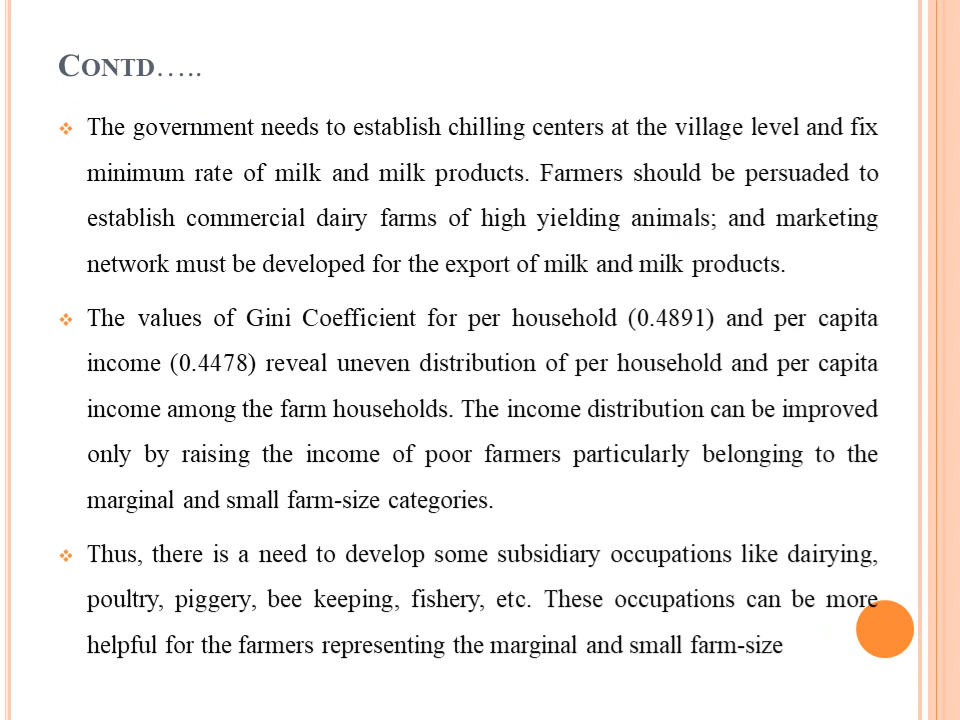 CONTD…..
The government needs to establish chilling centers at the village level and fix
minimum rate of milk and milk products. Farmers should be persuaded to
establish commercial dairy farms of high yielding animals; and marketing
network must be developed for the export of milk and milk products.
The values of Gini Coefficient for per household (0.4891) and per capita
income (0.4478) reveal uneven distribution of per household and per capita
income among the farm households. The income distribution can be improved
only by raising the income of poor farmers particularly belonging to the
marginal and small farm-size categories.
Thus, there is a need to develop some subsidiary occupations like dairying,
poultry, piggery, bee keeping, fishery, etc. These occupations can be more
helpful for the farmers representing the marginal and small farm-size